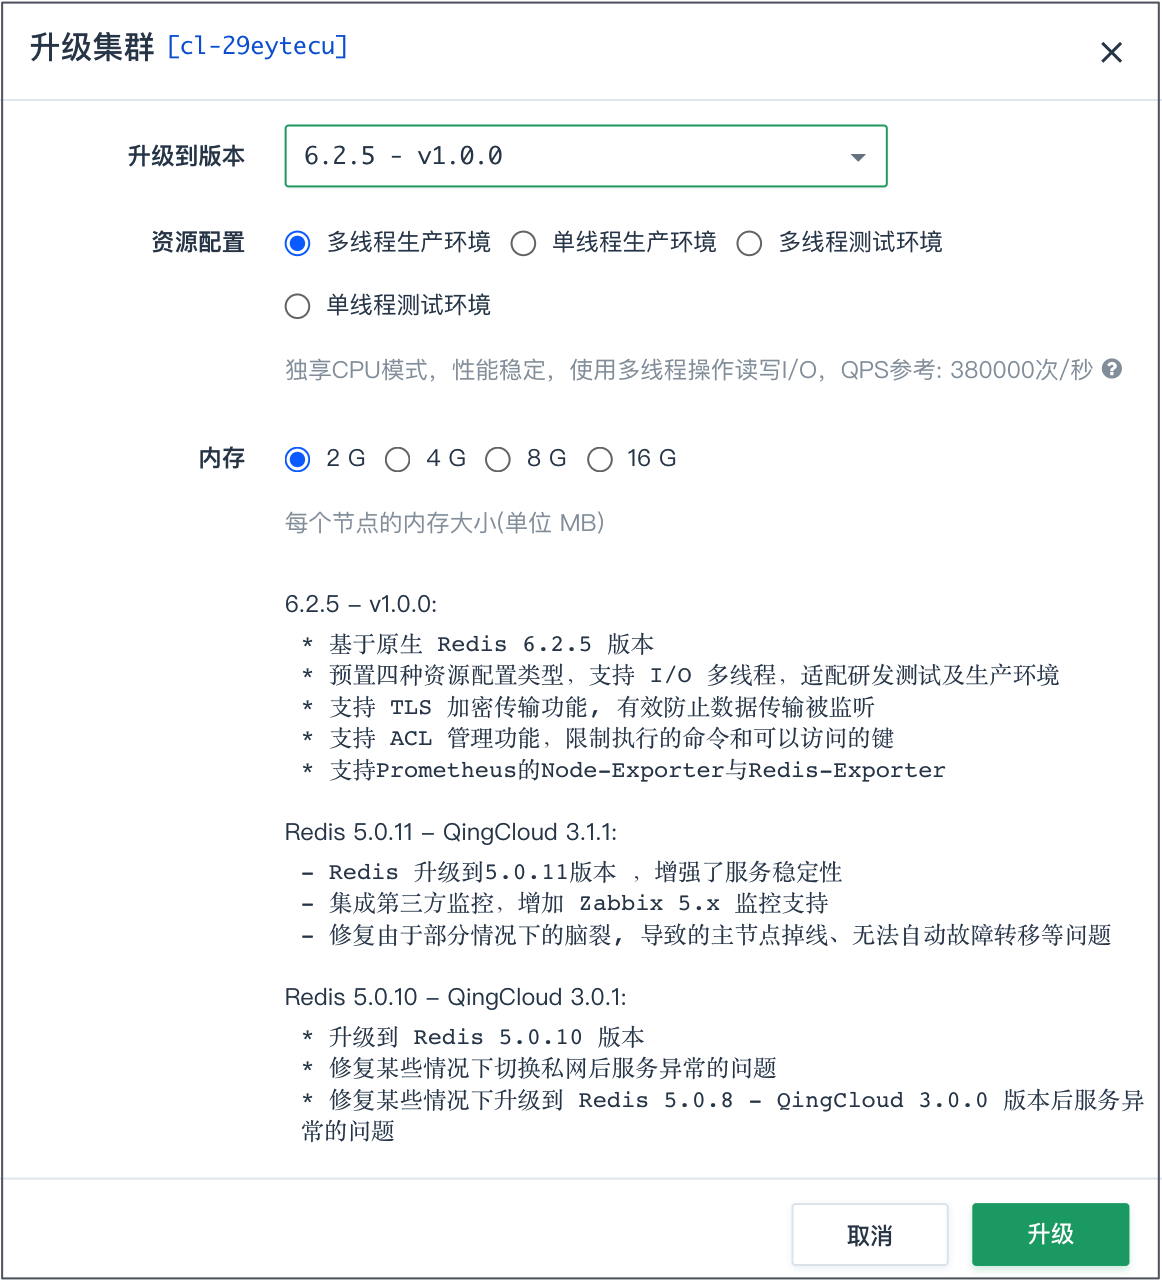 升级集群 [cl-29eytecu]
升级到版本 6.2.5 - v1.0.0
资源配置 多线程生产环境 单线程生产环境 多线程测试环境
单线程测试环境
独享CPU模式，性能稳定，使用多线程操作读写I/O，QPS参考: 380000次/秒
内存 2 G 4 G 8 G 16 G
每个节点的内存大小(单位 MB)
6.2.5 – v1.0.0:
* 基于原生 Redis 6.2.5 版本
* 预置四种资源配置类型，支持 I/O 多线程，适配研发测试及生产环境
* 支持 TLS 加密传输功能, 有效防止数据传输被监听
* 支持 ACL 管理功能，限制执行的命令和可以访问的键
* 支持Prometheus的Node-Exporter与Redis-Exporter
Redis 5.0.11 – QingCloud 3.1.1:
- Redis 升级到5.0.11版本 ，增强了服务稳定性
- 集成第三方监控，增加 Zabbix 5.x 监控支持
- 修复由于部分情况下的脑裂, 导致的主节点掉线、无法自动故障转移等问题
Redis 5.0.10 – QingCloud 3.0.1:
* 升级到 Redis 5.0.10 版本
* 修复某些情况下切换私网后服务异常的问题
* 修复某些情况下升级到 Redis 5.0.8 - QingCloud 3.0.0 版本后服务异
常的问题
取消 升级